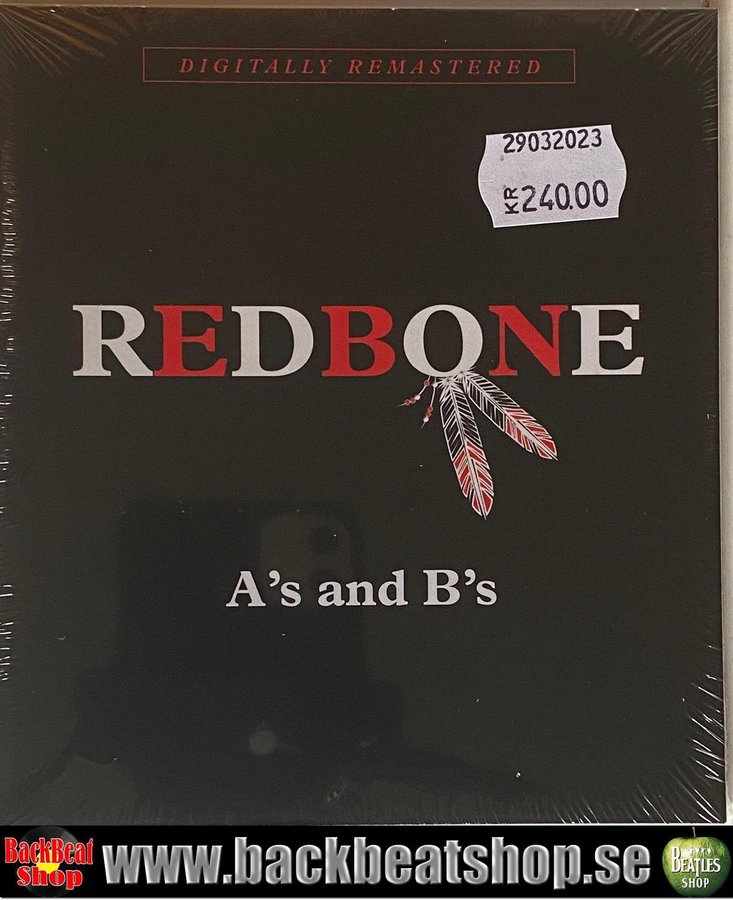 DIGITALLY REMASTERED
29032023
KR 240.00
REDBONE
A's and B's
BackBeat
Shop
www.backbeatshop.se
BEATLES
SHOP